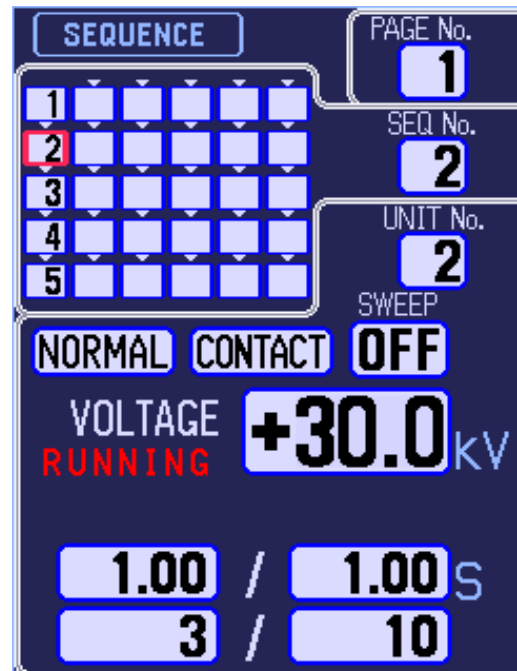 SEQUENCE
PAGE No.
1
1
SEQ No.
2
2
3
UNIT No.
4
2
5
SWEEP
NORMAL CONTACT OFF
VOLTAGE +30.0 kV
RUNNING
1.00 / 1.00 S
3 / 10